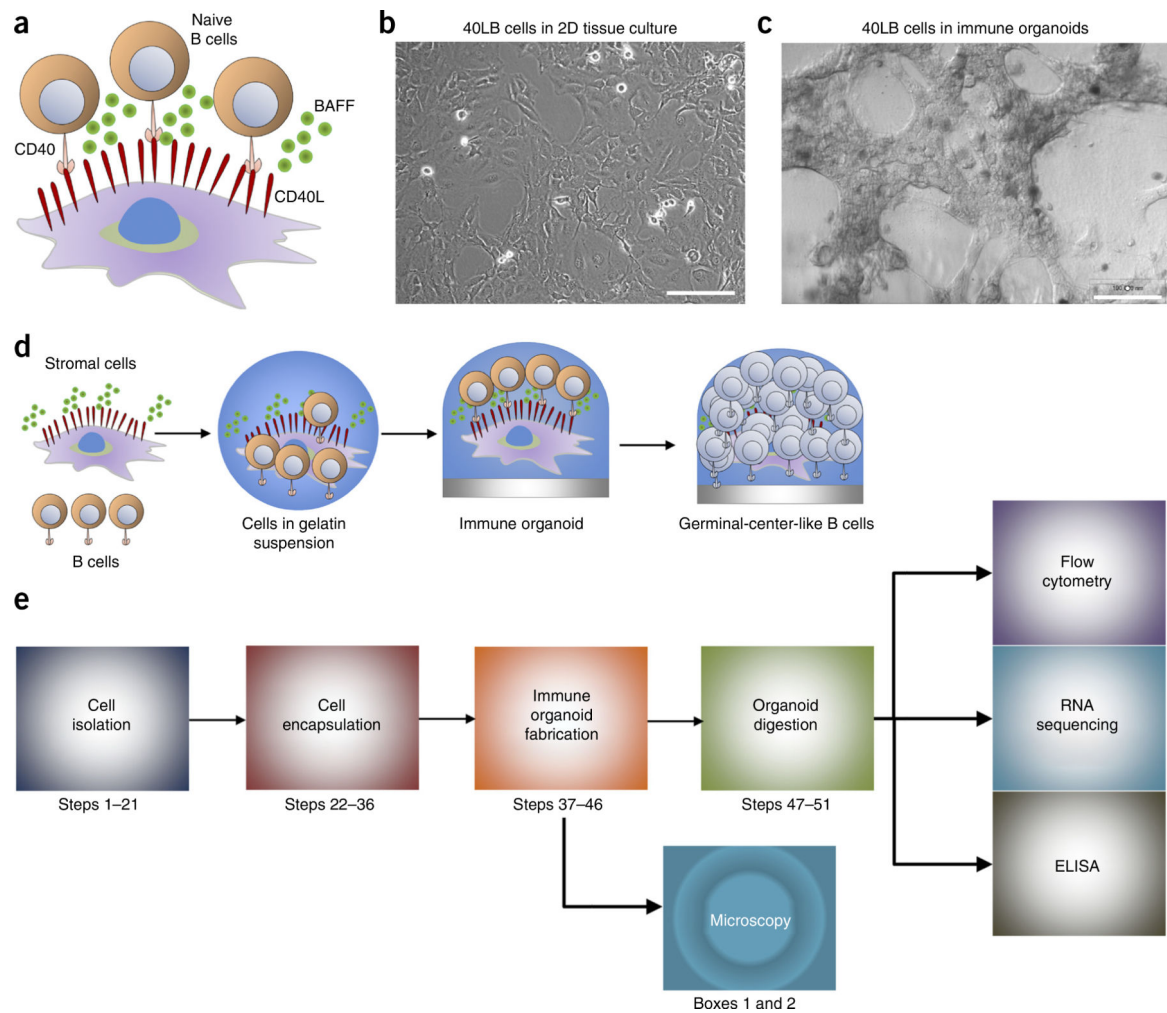 a
Naive
B cells
BAFF
CD40
CD40L
b
40LB cells in 2D tissue culture
c
40LB cells in immune organoids
d
Stromal cells
B cells
Cells in gelatin
suspension
Immune organoid
Germinal-center-like B cells
e
Cell
isolation
Steps 1–21
Cell
encapsulation
Steps 22–36
Immune
organoid
fabrication
Steps 37–46
Organoid
digestion
Steps 47–51
Flow
cytometry
RNA
sequencing
ELISA
Microscopy
Boxes 1 and 2